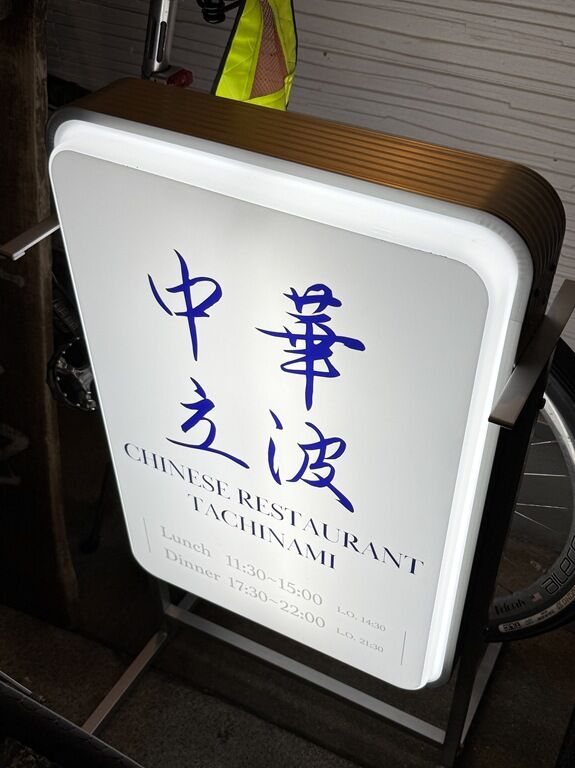 中華
立波
CHINESE RESTAURANT
TACHINAMI
Lunch 11:30~15:00 L.O. 14:30
Dinner 17:30~22:00 L.O. 21:30